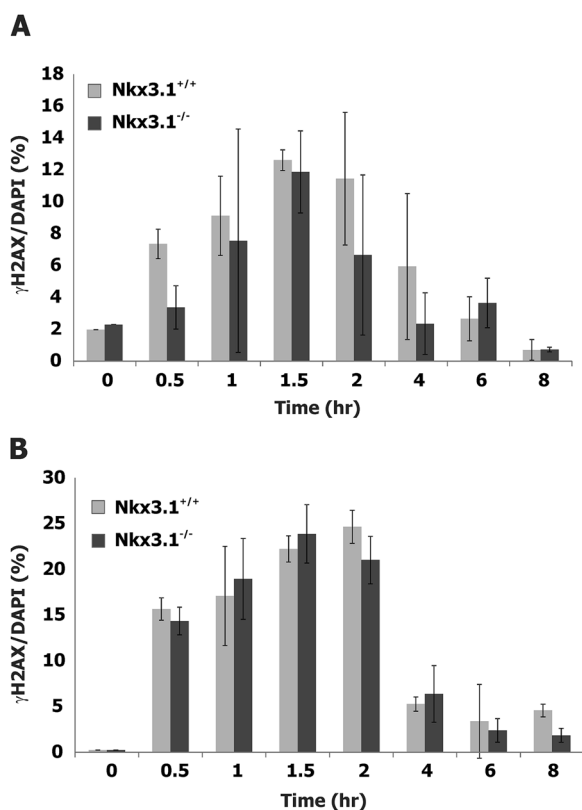 A
18
16
14
12
10
8
6
4
2
0
γH2AX/DAPI (%)
Nkx3.1+/+
Nkx3.1-/-
0 0.5 1 1.5 2 4 6 8
Time (hr)
B
30
25
20
15
10
5
0
γH2AX/DAPI (%)
Nkx3.1+/+
Nkx3.1-/-
0 0.5 1 1.5 2 4 6 8
Time (hr)